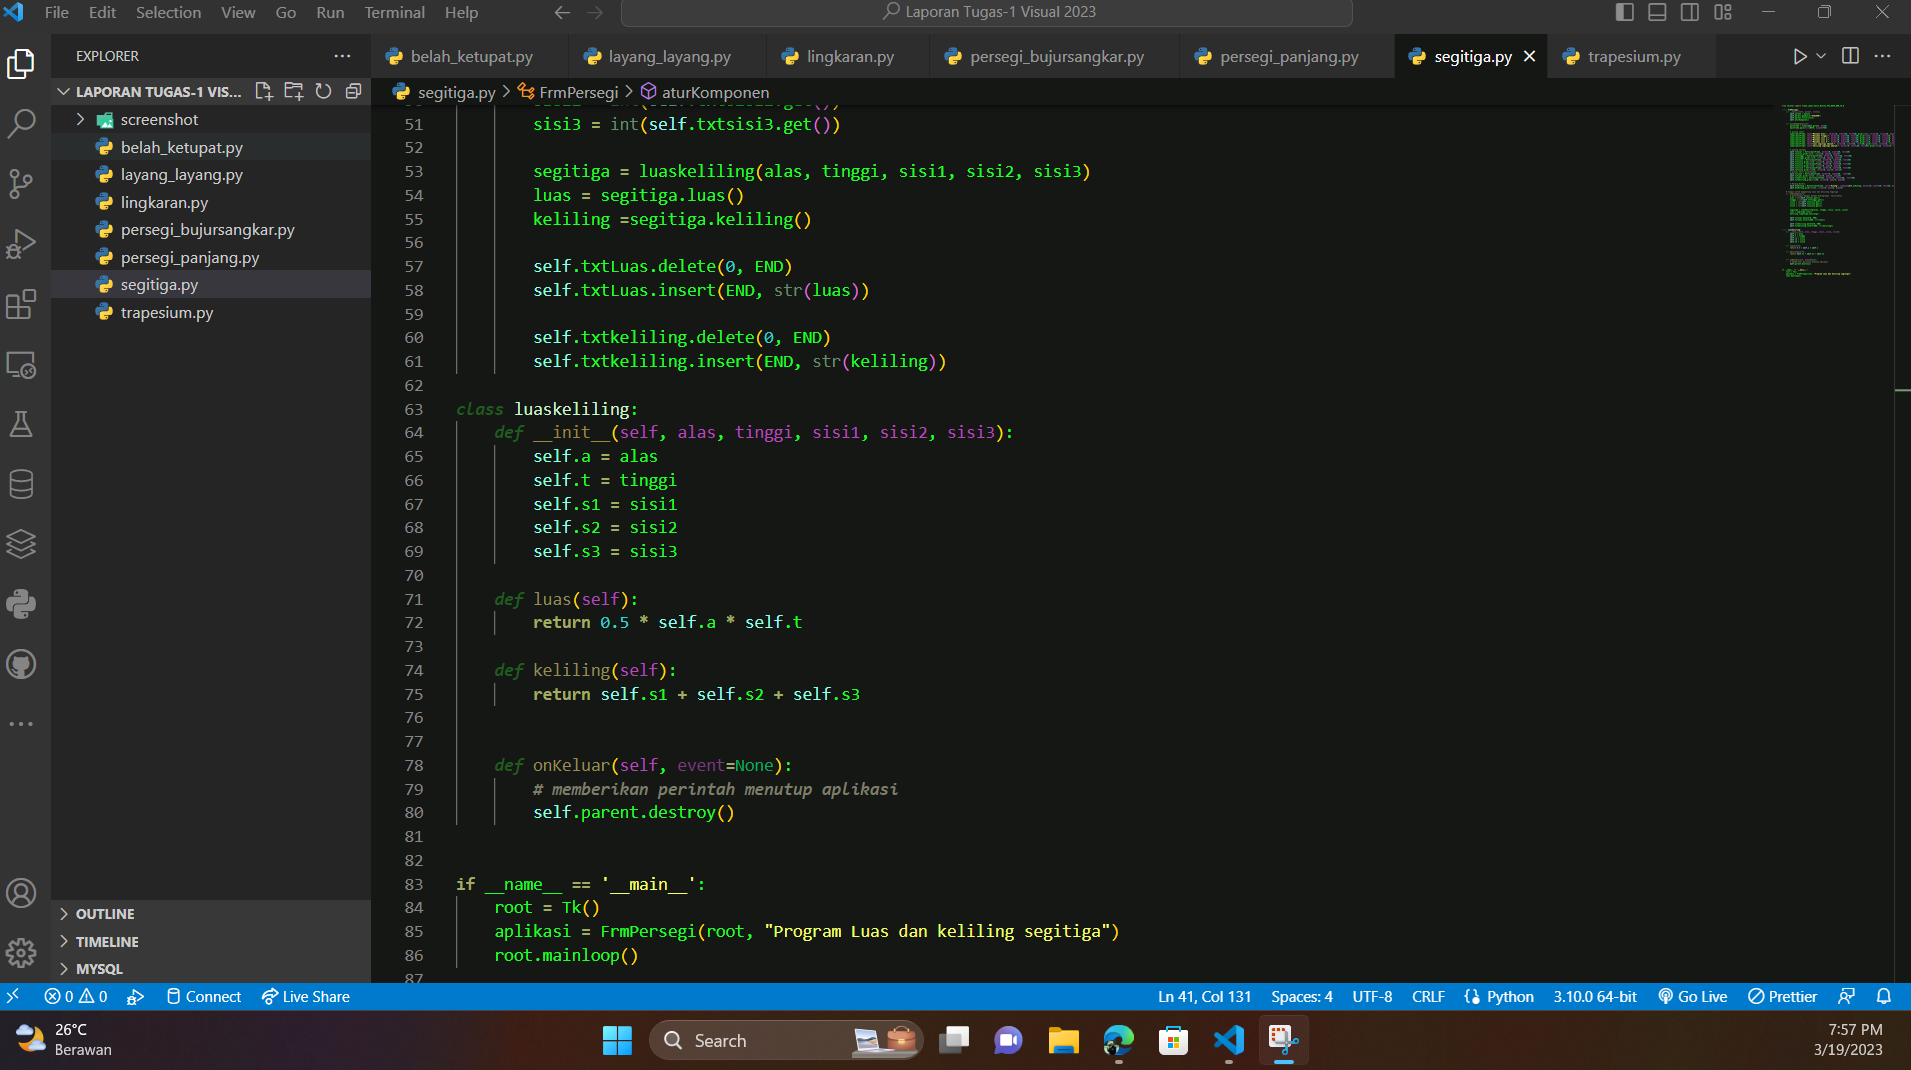 File Edit Selection View Go Run Terminal Help
Laporan Tugas-1 Visual 2023
EXPLORER
belah_ketupat.py layang_layang.py lingkaran.py persegi_bujursangkar.py persegi_panjang.py segitiga.py trapesium.py
LAPORAN TUGAS-1 VIS...
segitiga.py > FrmPersegi > aturKomponen
screenshot
belah_ketupat.py
layang_layang.py
lingkaran.py
persegi_bujursangkar.py
persegi_panjang.py
segitiga.py
trapesium.py
OUTLINE
TIMELINE
MYSQL
51 sisi3 = int(self.txtsisi3.get())
52
53 segitiga = luaskeliling(alas, tinggi, sisi1, sisi2, sisi3)
54 luas = segitiga.luas()
55 keliling =segitiga.keliling()
56
57 self.txtLuas.delete(0, END)
58 self.txtLuas.insert(END, str(luas))
59
60 self.txtkeliling.delete(0, END)
61 self.txtkeliling.insert(END, str(keliling))
62
63 class luaskeliling:
64 def __init__(self, alas, tinggi, sisi1, sisi2, sisi3):
65 self.a = alas
66 self.t = tinggi
67 self.s1 = sisi1
68 self.s2 = sisi2
69 self.s3 = sisi3
70
71 def luas(self):
72 return 0.5 * self.a * self.t
73
74 def keliling(self):
75 return self.s1 + self.s2 + self.s3
76
77
78 def onKeluar(self, event=None):
79 # memberikan perintah menutup aplikasi
80 self.parent.destroy()
81
82
83 if __name__ == '__main__':
84 root = Tk()
85 aplikasi = FrmPersegi(root, "Program Luas dan keliling segitiga")
86 root.mainloop()
87
0 0 Connect Live Share Ln 41, Col 131 Spaces: 4 UTF-8 CRLF Python 3.10.0 64-bit Go Live Prettier
26°C
Berawan
Search
7:57 PM
3/19/2023